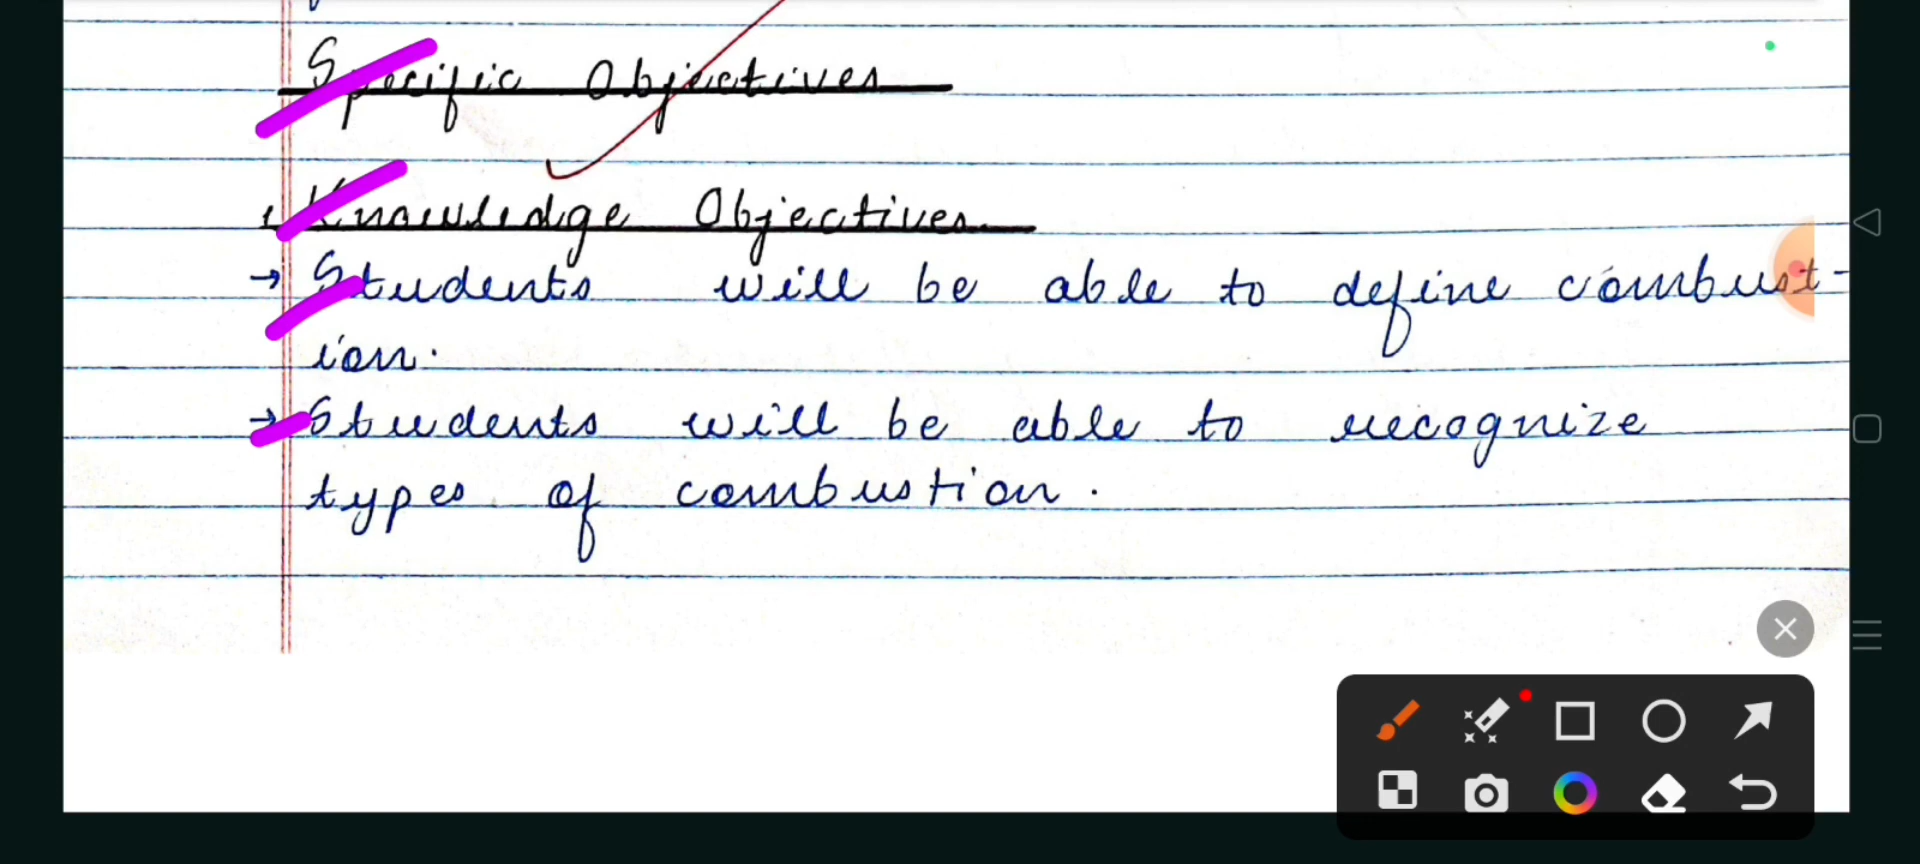 Specific Objectives
1. Knowledge Objectives
→ Students will be able to define combust-
ion.
→ Students will be able to recognize
types of combustion.